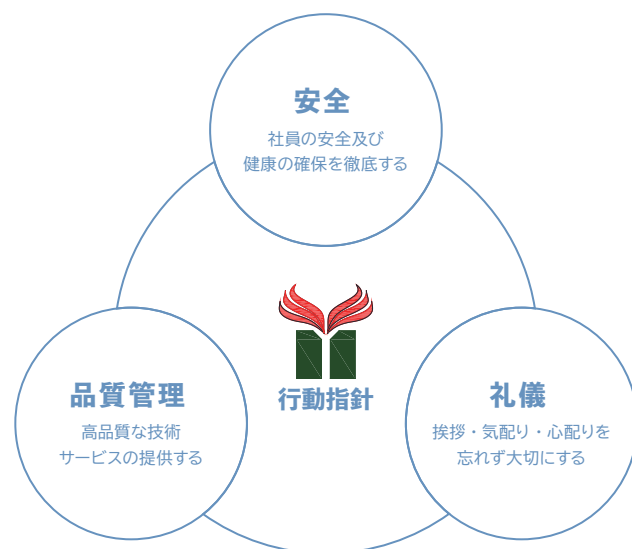 安全
社員の安全及び
健康の確保を徹底する
行動指針
品質管理
高品質な技術
サービスの提供する
礼儀
挨拶・気配り・心配りを
忘れず大切にする